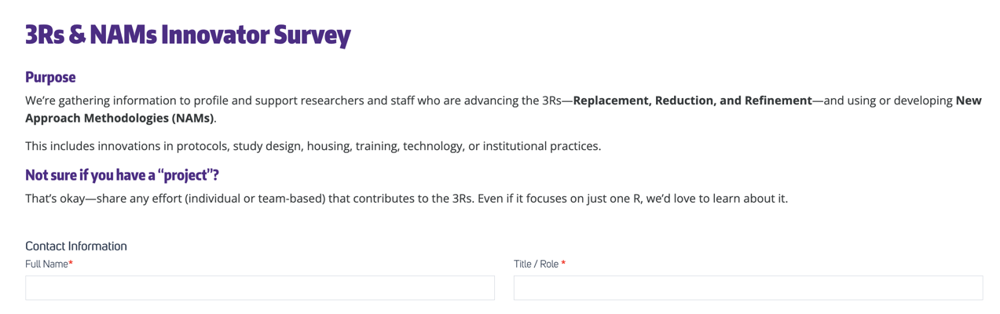 3Rs & NAMs Innovator Survey
Purpose
We’re gathering information to profile and support researchers and staff who are advancing the 3Rs—Replacement, Reduction, and Refinement—and using or developing New
Approach Methodologies (NAMs).
This includes innovations in protocols, study design, housing, training, technology, or institutional practices.
Not sure if you have a “project”?
That’s okay—share any effort (individual or team-based) that contributes to the 3Rs. Even if it focuses on just one R, we’d love to learn about it.
Contact Information
Full Name*
Title / Role *